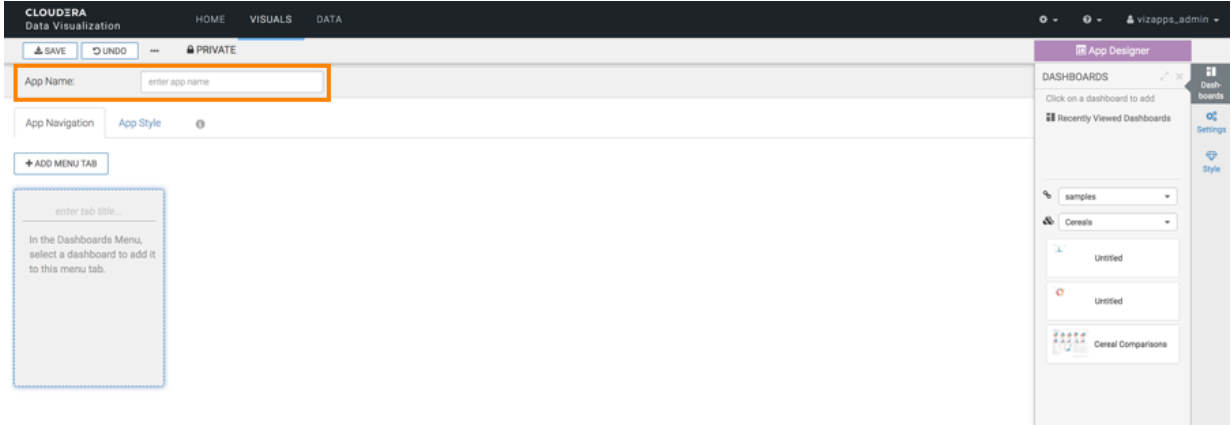 CLOUDERA
Data Visualization
HOME VISUALS DATA
vizapps_admin
SAVE UNDO ... PRIVATE
App Designer
App Name: enter app name
DASHBOARDS
Dash-
boards
Click on a dashboard to add
Recently Viewed Dashboards
Settings
Style
App Navigation App Style
+ ADD MENU TAB
enter tab title...
In the Dashboards Menu,
select a dashboard to add it
to this menu tab.
samples
Cereals
Untitled
Untitled
Cereal Comparisons